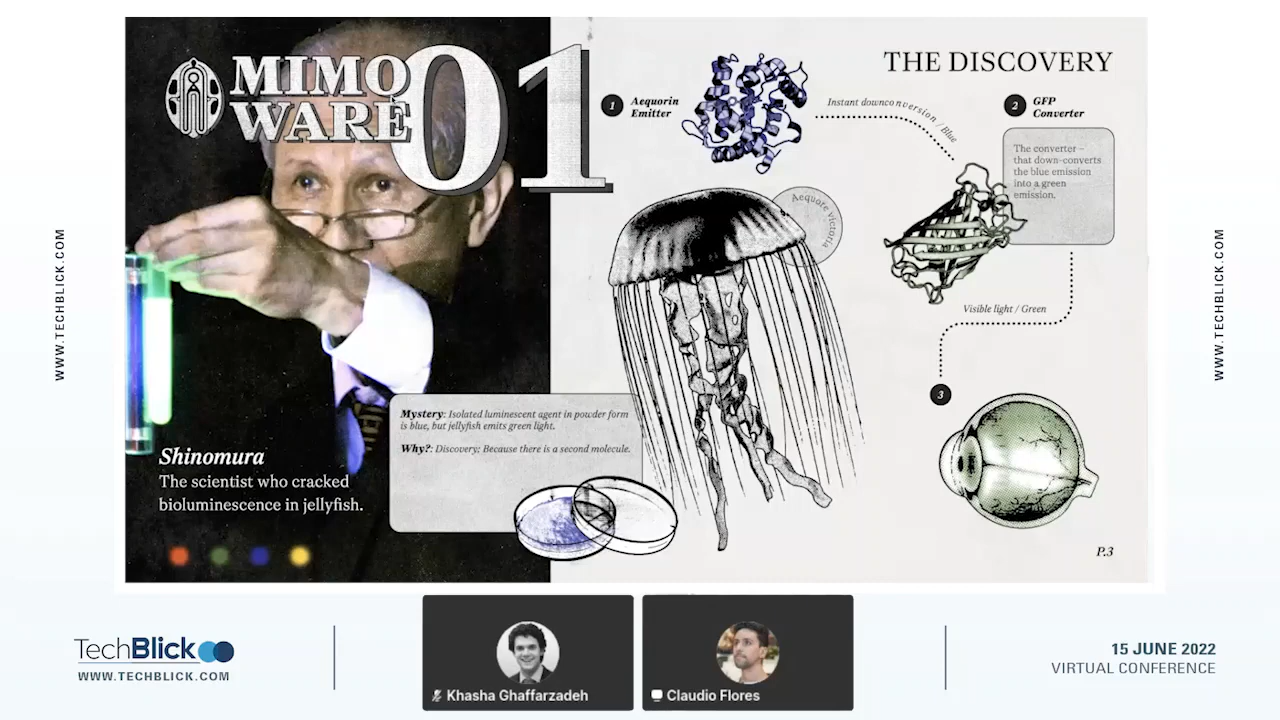 MIMO
WARE
01
THE DISCOVERY
1
Aequorin
Emitter
Instant downconversion / Blue
2
GFP
Converter
The converter –
that down-converts
the blue emission
into a green
emission.
Aequore victoria
Visible light / Green
3
Mystery: Isolated luminescent agent in powder form
is blue, but jellyfish emits green light.
Why?: Discovery; Because there is a second molecule.
Shinomura
The scientist who cracked
bioluminescence in jellyfish.
P.3
WWW.TECHBLICK.COM
WWW.TECHBLICK.COM
TechBlick
WWW.TECHBLICK.COM
Khasha Ghaffarzadeh
Claudio Flores
15 JUNE 2022
VIRTUAL CONFERENCE